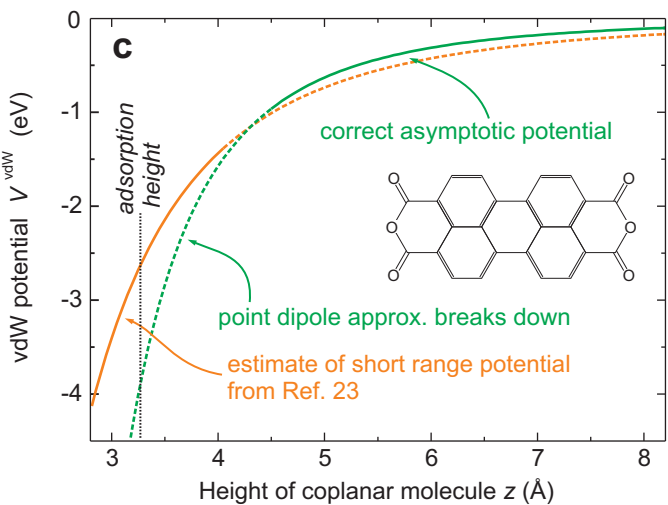 c
0
-1
-2
-3
-4
vdW potential V vdW (eV)
adsorption
height
correct asymptotic potential
O
O
O
O
O
O
point dipole approx. breaks down
estimate of short range potential
from Ref. 23
3
4
5
6
7
8
Height of coplanar molecule z (Å)